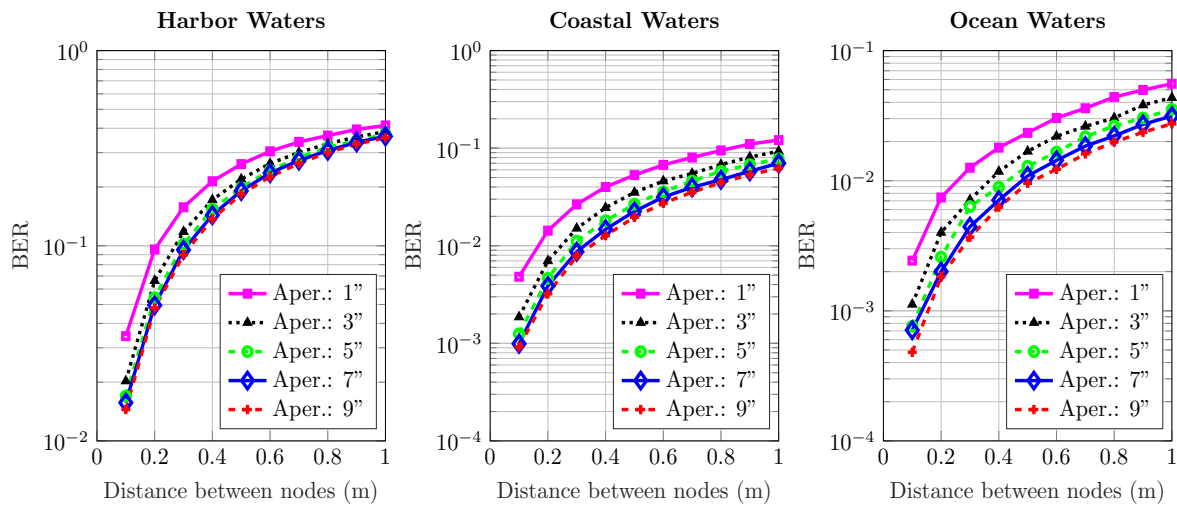 Harbor Waters
10^0
10^−1
10^−2
BER
0
0.2
0.4
0.6
0.8
1
Distance between nodes (m)
Aper.: 1”
Aper.: 3”
Aper.: 5”
Aper.: 7”
Aper.: 9”
Coastal Waters
10^0
10^−1
10^−2
10^−3
10^−4
BER
0
0.2
0.4
0.6
0.8
1
Distance between nodes (m)
Aper.: 1”
Aper.: 3”
Aper.: 5”
Aper.: 7”
Aper.: 9”
Ocean Waters
10^−1
10^−2
10^−3
10^−4
BER
0
0.2
0.4
0.6
0.8
1
Distance between nodes (m)
Aper.: 1”
Aper.: 3”
Aper.: 5”
Aper.: 7”
Aper.: 9”